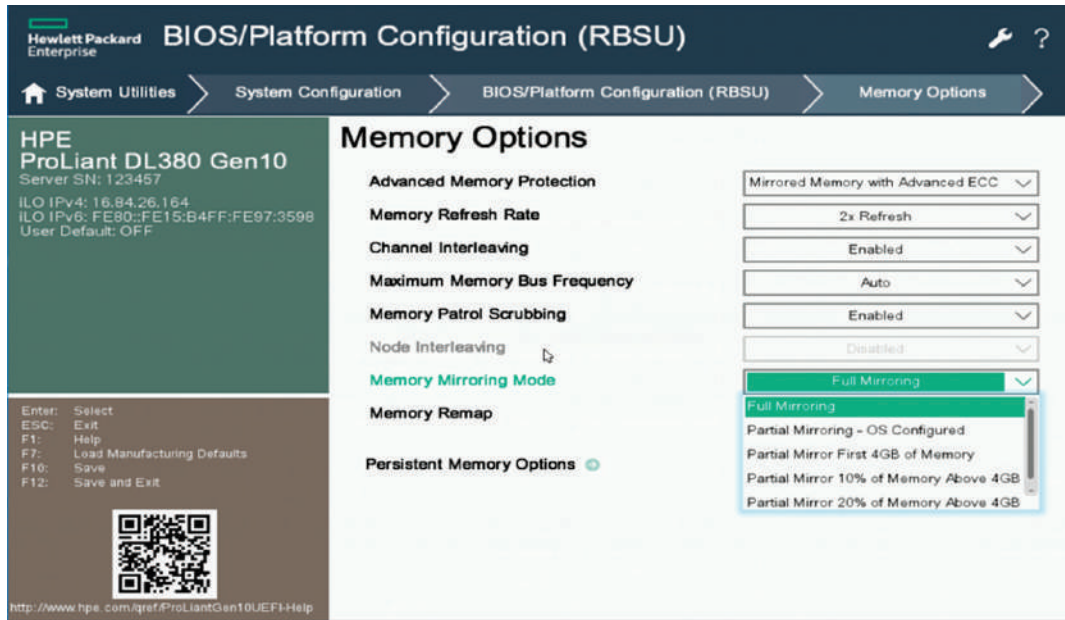 Hewlett Packard
Enterprise
BIOS/Platform Configuration (RBSU)
?
System Utilities
System Configuration
BIOS/Platform Configuration (RBSU)
Memory Options
HPE
ProLiant DL380 Gen10
Server SN: 123457
iLO IPv4: 16.84.26.164
iLO IPv6: FE80::FE15:B4FF:FE97:3598
User Default: OFF
Enter: Select
ESC: Exit
F1: Help
F7: Load Manufacturing Defaults
F10: Save
F12: Save and Exit
http://www.hpe.com/qref/ProLiantGen10UEFI-Help
Memory Options
Advanced Memory Protection Mirrored Memory with Advanced ECC
Memory Refresh Rate 2x Refresh
Channel Interleaving Enabled
Maximum Memory Bus Frequency Auto
Memory Patrol Scrubbing Enabled
Node Interleaving Disabled
Memory Mirroring Mode Full Mirroring
Memory Remap
Full Mirroring
Partial Mirroring - OS Configured
Partial Mirror First 4GB of Memory
Partial Mirror 10% of Memory Above 4GB
Partial Mirror 20% of Memory Above 4GB
Persistent Memory Options